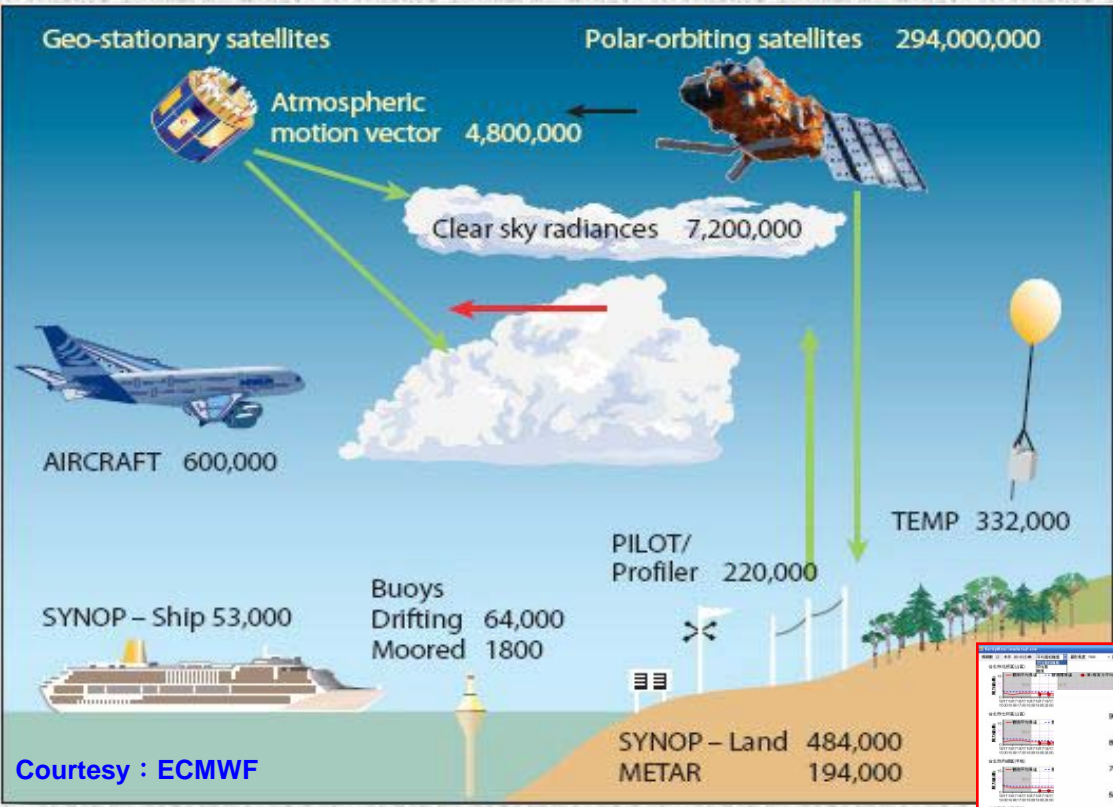 Geo-stationary satellites
Polar-orbiting satellites 294,000,000
Atmospheric
motion vector 4,800,000
Clear sky radiances 7,200,000
AIRCRAFT 600,000
TEMP 332,000
PILOT/
Profiler 220,000
Buoys
Drifting 64,000
Moored 1800
SYNOP – Ship 53,000
SYNOP – Land 484,000
METAR 194,000
Courtesy：ECMWF